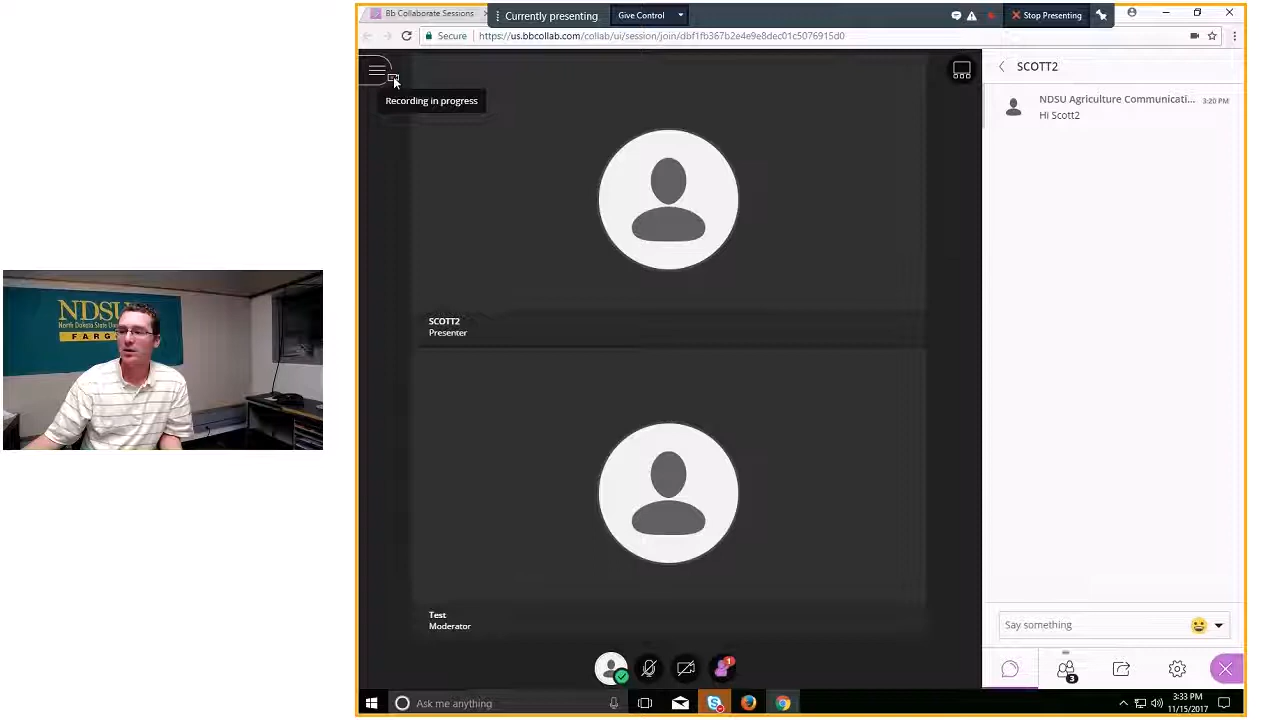 Bb Collaborate Sessions
Currently presenting
Give Control
Stop Presenting
Secure
https://us.bbcollab.com/collab/ui/session/join/dbf1fb367b2e4e9e8dec01c5076915d0
Recording in progress
SCOTT2
NDSU Agriculture Communicati... 3:20 PM
Hi Scott2
SCOTT2
Presenter
NDSU
North Dakota State
FARGO
Test
Moderator
Say something
1
3
Ask me anything
3:33 PM
11/15/2017